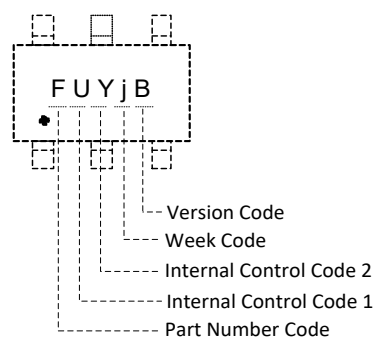 F U Y j B
Version Code
Week Code
Internal Control Code 2
Internal Control Code 1
Part Number Code